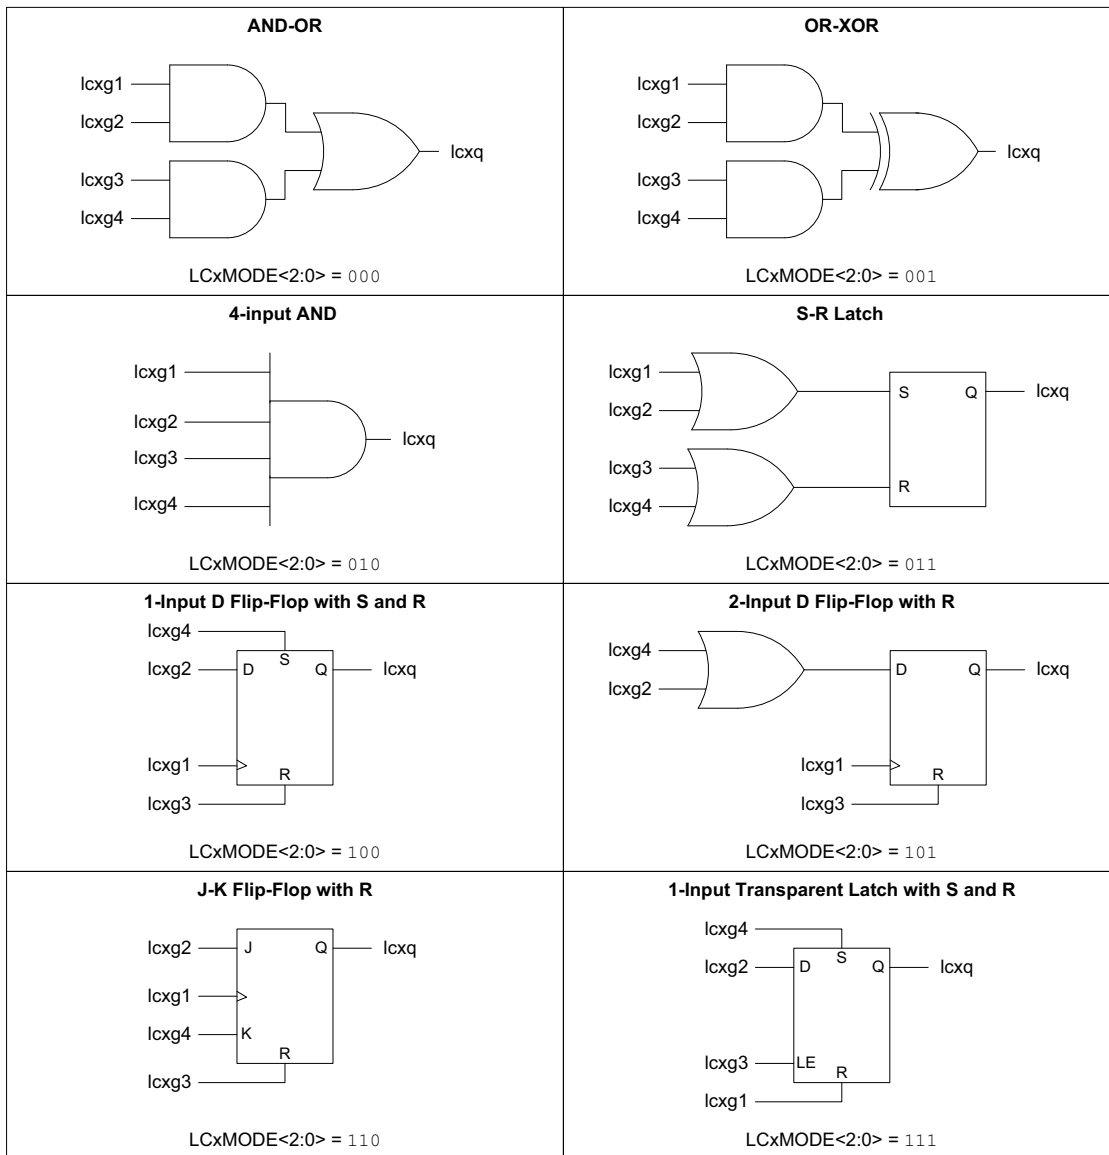 AND-OR
lcxg1
lcxg2
lcxg3
lcxg4
lcxq
LCxMODE<2:0> = 000
OR-XOR
lcxg1
lcxg2
lcxg3
lcxg4
lcxq
LCxMODE<2:0> = 001
4-input AND
lcxg1
lcxg2
lcxg3
lcxg4
lcxq
LCxMODE<2:0> = 010
S-R Latch
lcxg1
lcxg2
lcxg3
lcxg4
S
Q
lcxq
R
LCxMODE<2:0> = 011
1-Input D Flip-Flop with S and R
lcxg4
S
lcxg2
D
Q
lcxq
lcxg1
R
lcxg3
LCxMODE<2:0> = 100
2-Input D Flip-Flop with R
lcxg4
lcxg2
D
Q
lcxq
lcxg1
R
lcxg3
LCxMODE<2:0> = 101
J-K Flip-Flop with R
lcxg2
J
Q
lcxq
lcxg1
lcxg4
K
R
lcxg3
LCxMODE<2:0> = 110
1-Input Transparent Latch with S and R
lcxg4
S
lcxg2
D
Q
lcxq
lcxg3
LE
R
lcxg1
LCxMODE<2:0> = 111